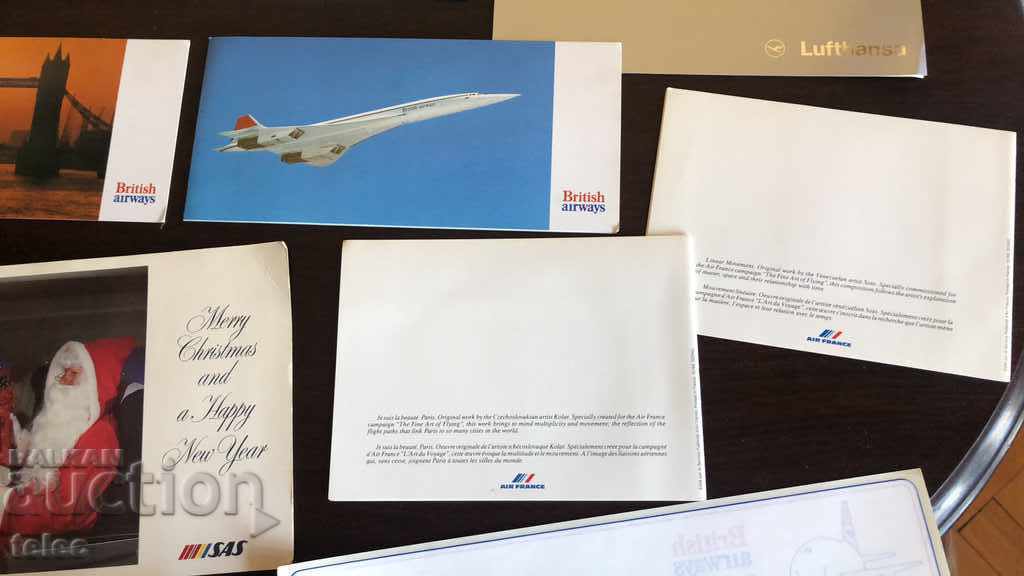 Lufthansa
British
airways
British airways
British
airways
Linear Movement. Original work by the Venezuelan artist Soto. Specially commissioned for
the Air France campaign: "The Fine Art of Flying", this composition follows the artist's explanation
of matter, space and their relationship with time.
Mouvement linéaire. Oeuvre originale de l'artiste vénézuélien Soto. Spécialement créée pour la
campagne d'Air France "L'Art du Voyage", cette œuvre s'inscrit dans la recherche que l'artiste mène
sur la matière, l'espace et leur relation avec le temps.
AIR FRANCE
Merry
Christmas
and
a Happy
New Year
SAS
Je suis la beauté. Paris. Original work by the Czechoslovakian artist Kolar. Specially created for the Air France
campaign "The Fine Art of Flying", this work brings to mind multiplicity and movement, the reflection of the
flight paths that link Paris to so many cities in the world.
Je suis la beauté. Paris. Oeuvre originale de l'artiste tchécoslovaque Kolar. Spécialement créée pour la campagne
d'Air France "L'Art du Voyage", cette œuvre évoque la multitude et le mouvement. A l'image des liaisons aériennes
qui, sans cesse, joignent Paris à toutes les villes du monde.
AIR FRANCE
British
airways
BALKAN
auction
telec